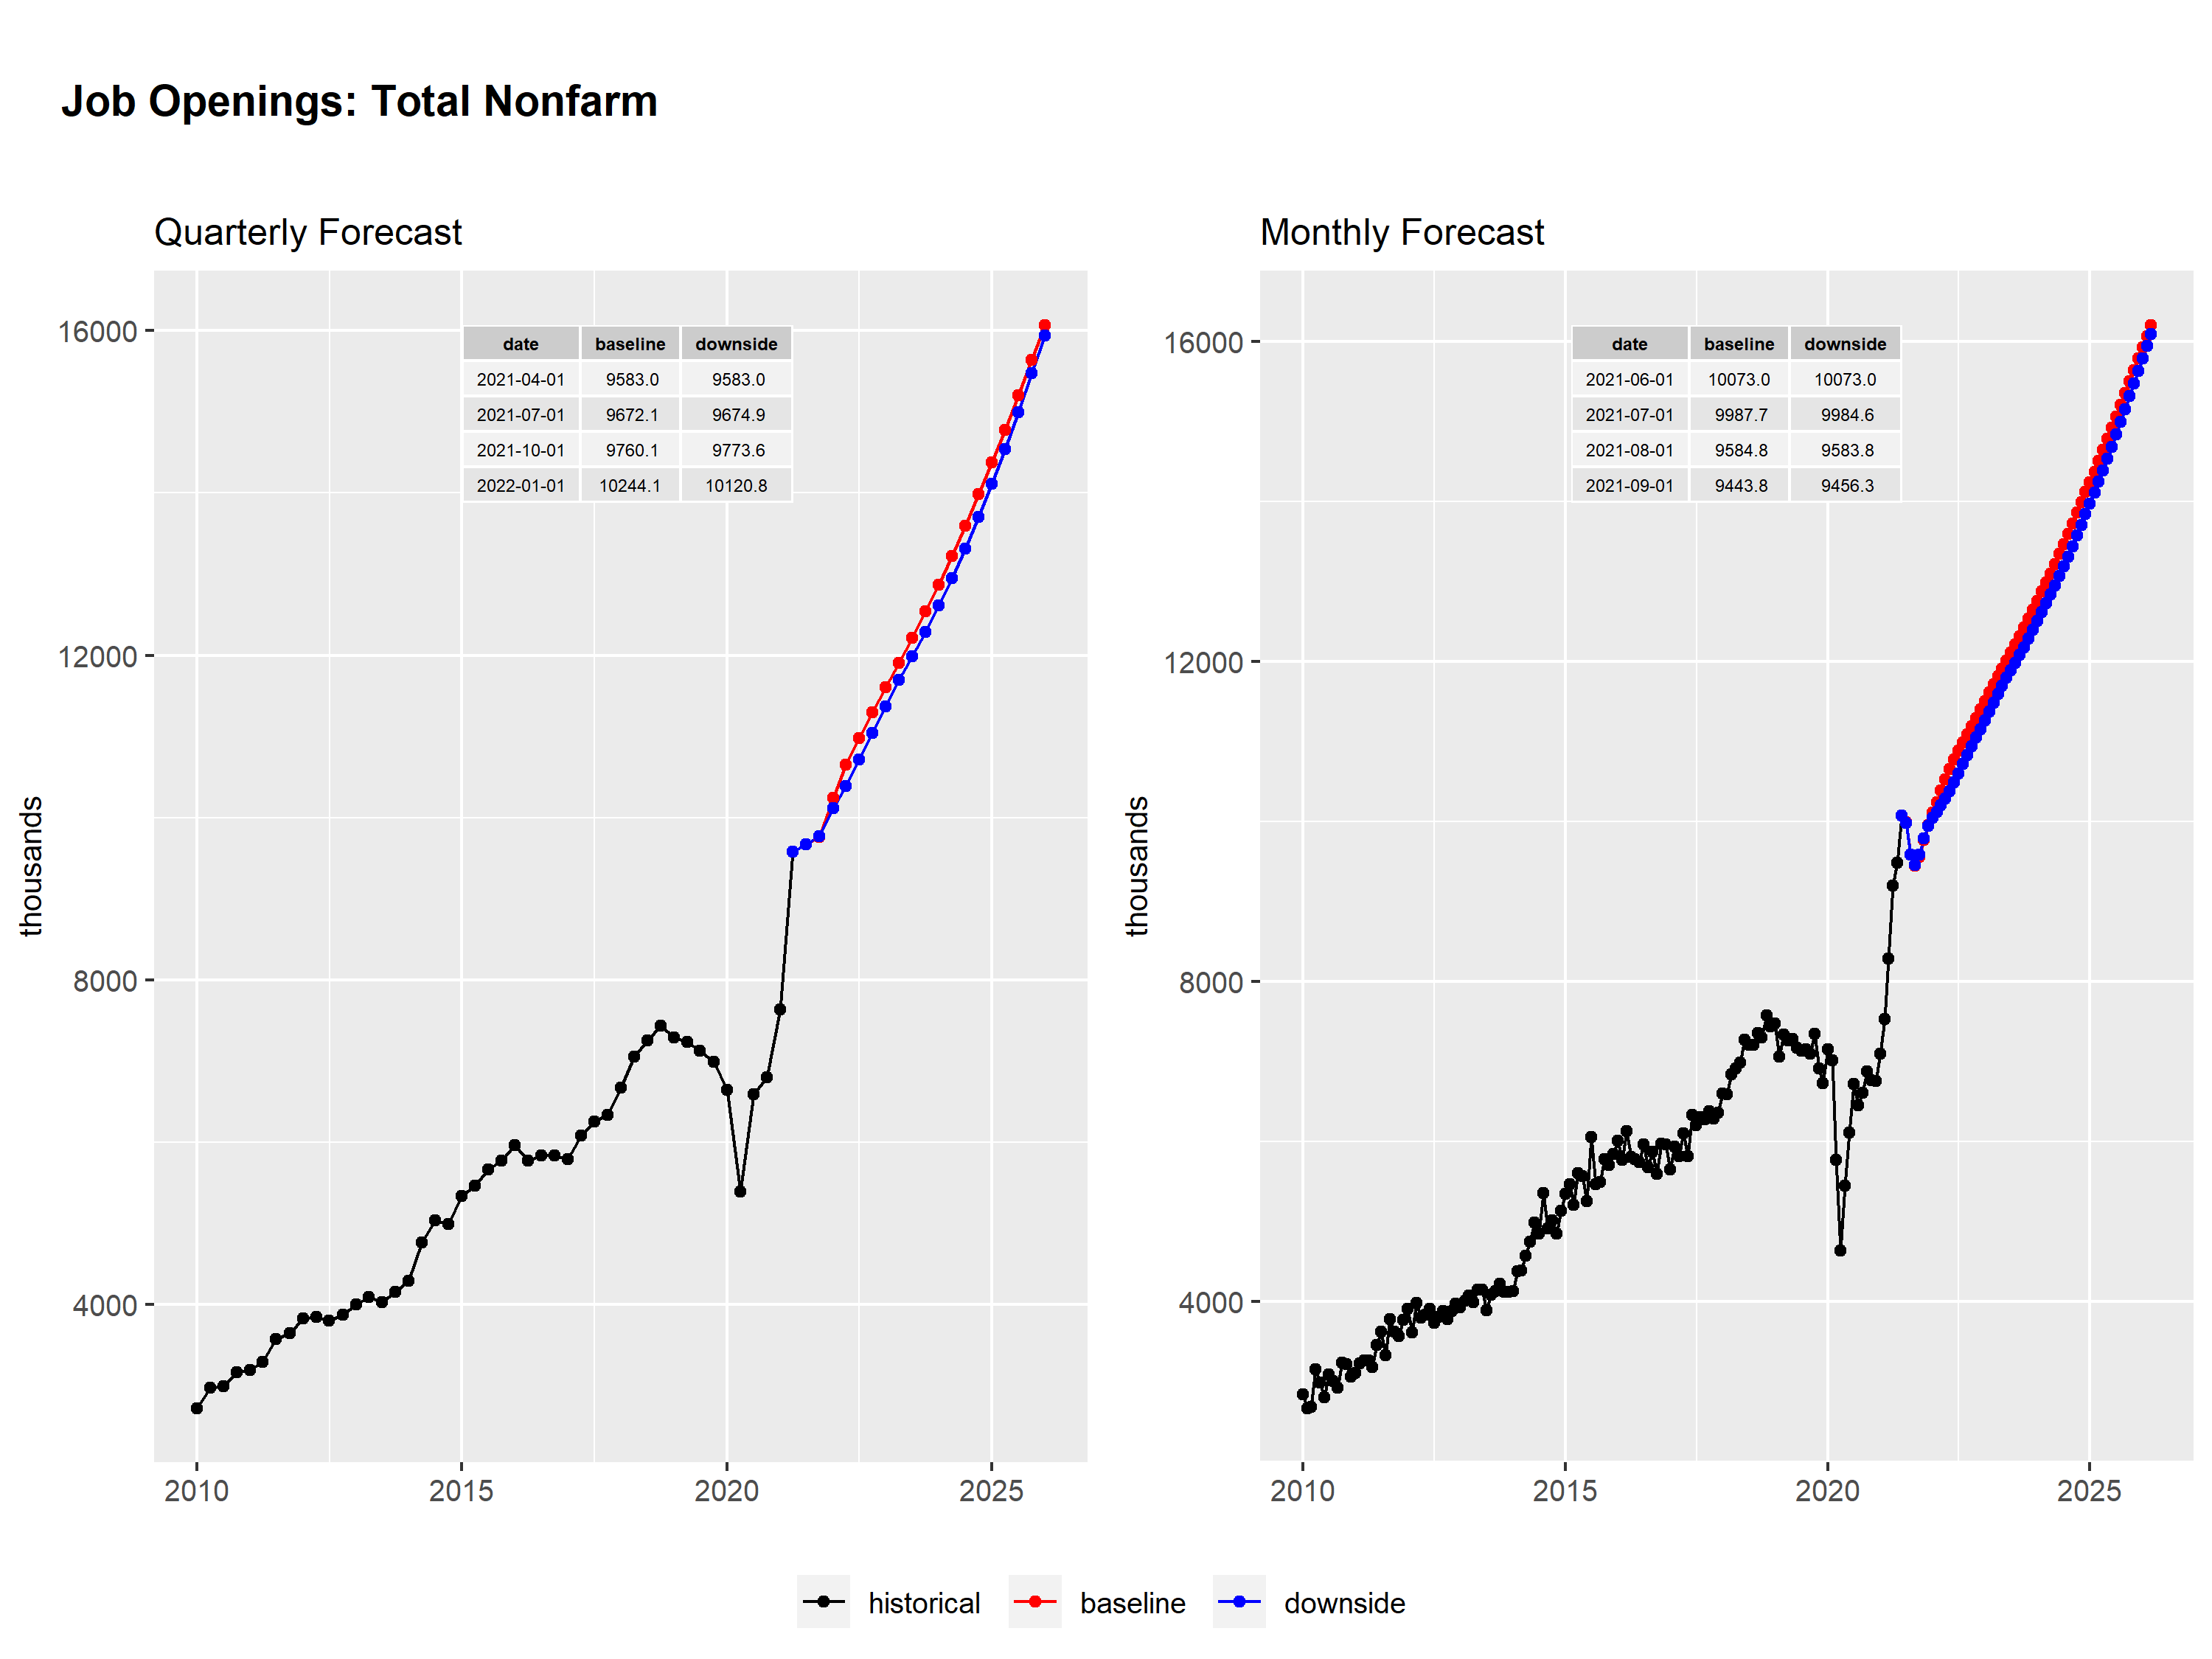 Job Openings: Total Nonfarm
Quarterly Forecast
thousands
16000
12000
8000
4000
date baseline downside
2021-04-01 9583.0 9583.0
2021-07-01 9672.1 9674.9
2021-10-01 9760.1 9773.6
2022-01-01 10244.1 10120.8
2010 2015 2020 2025
Monthly Forecast
thousands
16000
12000
8000
4000
date baseline downside
2021-06-01 10073.0 10073.0
2021-07-01 9987.7 9984.6
2021-08-01 9584.8 9583.8
2021-09-01 9443.8 9456.3
2010 2015 2020 2025
historical baseline downside